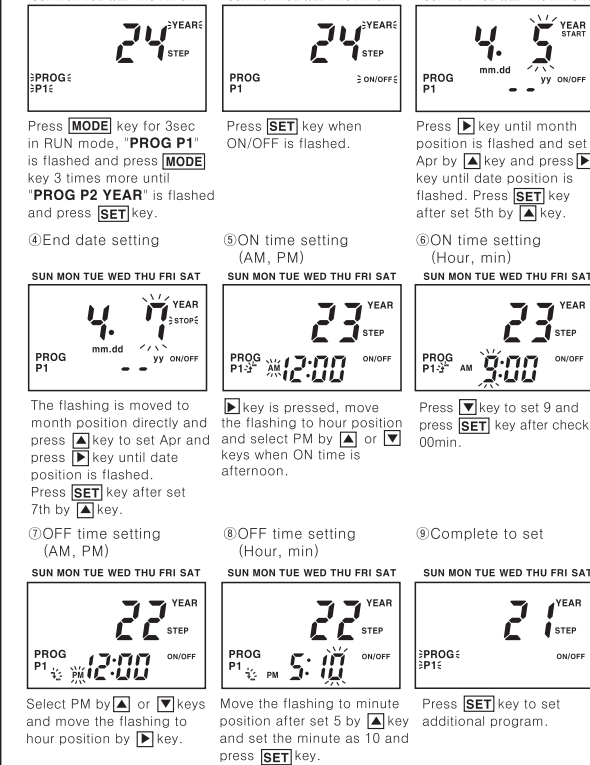 24 YEAR
STEP
PROG
P1
Press MODE key for 3sec
in RUN mode, "PROG P1"
is flashed and press MODE
key 3 times more until
"PROG P2 YEAR" is flashed
and press SET key.
24 YEAR
STEP
PROG ON/OFF
P1
Press SET key when
ON/OFF is flashed.
4. 5 YEAR
START
mm.dd yy ON/OFF
PROG
P1 - -
Press ▶ key until month
position is flashed and set
Apr by ▲ key and press ▶
key until date position is
flashed. Press SET key
after set 5th by ▲ key.
④End date setting
SUN MON TUE WED THU FRI SAT
4. 7 YEAR
STOP
mm.dd yy ON/OFF
PROG
P1 - -
The flashing is moved to
month position directly and
press ▲ key to set Apr and
press ▶ key until date
position is flashed.
Press SET key after set
7th by ▲ key.
⑤ON time setting
(AM, PM)
SUN MON TUE WED THU FRI SAT
23 YEAR
STEP
PROG ON/OFF
P1 AM 12:00
▶ key is pressed, move
the flashing to hour position
and select PM by ▲ or ▼
keys when ON time is
afternoon.
⑥ON time setting
(Hour, min)
SUN MON TUE WED THU FRI SAT
23 YEAR
STEP
PROG ON/OFF
P1 AM 9:00
Press ▼ key to set 9 and
press SET key after check
00min.
⑦OFF time setting
(AM, PM)
SUN MON TUE WED THU FRI SAT
22 YEAR
STEP
PROG ON/OFF
P1 PM 12:00
Select PM by ▲ or ▼ keys
and move the flashing to
hour position by ▶ key.
⑧OFF time setting
(Hour, min)
SUN MON TUE WED THU FRI SAT
22 YEAR
STEP
PROG ON/OFF
P1 PM 5:10
Move the flashing to minute
position after set 5 by ▲ key
and set the minute as 10 and
press SET key.
⑨Complete to set
SUN MON TUE WED THU FRI SAT
21 YEAR
STEP
PROG ON/OFF
P1
Press SET key to set
additional program.